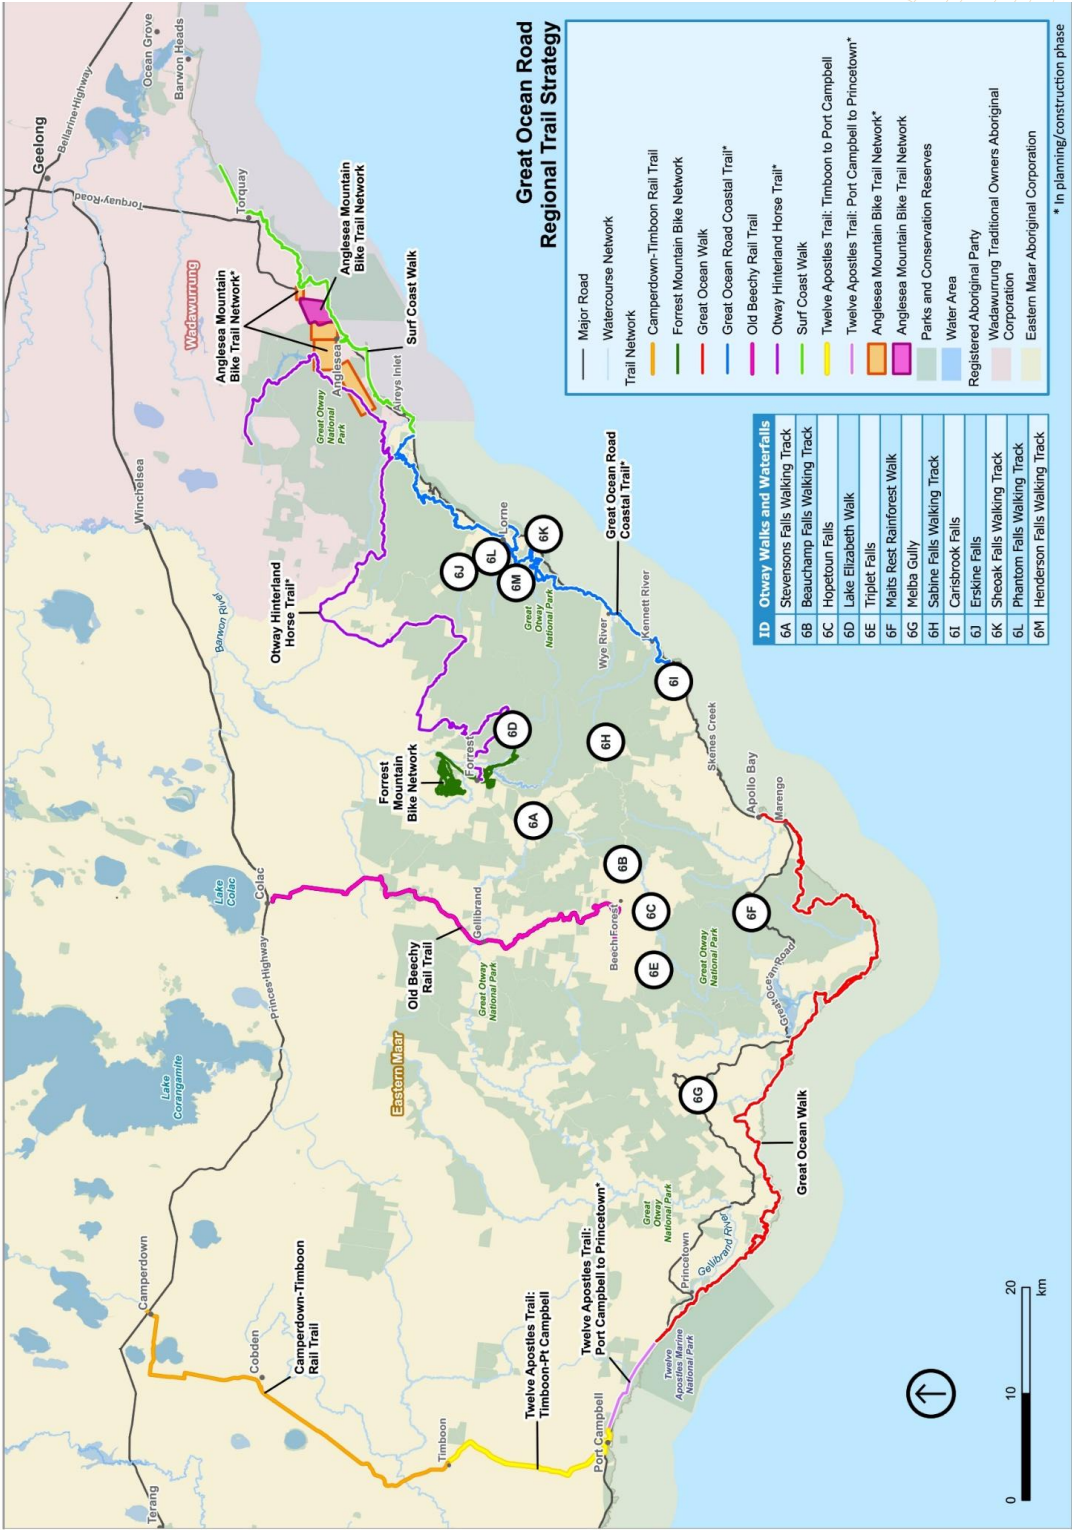 Great Ocean Road
Regional Trail Strategy
Major Road
Watercourse Network
Trail Network
Camperdown-Timboon Rail Trail
Forrest Mountain Bike Network
Great Ocean Walk
Great Ocean Road Coastal Trail*
Old Beechy Rail Trail
Otway Hinterland Horse Trail*
Surf Coast Walk
Twelve Apostles Trail: Timboon to Port Campbell
Twelve Apostles Trail: Port Campbell to Princetown*
Anglesea Mountain Bike Trail Network*
Anglesea Mountain Bike Trail Network
Parks and Conservation Reserves
Water Area
Registered Aboriginal Party
Wadawurrung Traditional Owners Aboriginal
Corporation
Eastern Maar Aboriginal Corporation
* In planning/construction phase
ID Otway Walks and Waterfalls
6A Stevensons Falls Walking Track
6B Beauchamp Falls Walking Track
6C Hopetoun Falls
6D Lake Elizabeth Walk
6E Triplet Falls
6F Maits Rest Rainforest Walk
6G Melba Gully
6H Sabine Falls Walking Track
6I Carisbrook Falls
6J Erskine Falls
6K Sheoak Falls Walking Track
6L Phantom Falls Walking Track
6M Henderson Falls Walking Track
Terang
Camperdown
Cobden
Camperdown-Timboon
Rail Trail
Timboon
Twelve Apostles Trail:
Timboon-Pt Campbell
Port Campbell
Twelve Apostles Trail:
Port Campbell to Princetown*
Twelve
Apostles Marine
National Park
Princetown
Gellibrand River
Great
Otway
National Park
Great Ocean Walk
6G
Lake
Corangamite
Princes Highway
Eastern Maar
Lake
Colac
Colac
Old Beechy
Rail Trail
Gellibrand
Great Otway
National Park
Beech Forest
6E
6C
6B
6A
Great Otway
National Park
Great Ocean Road
6F
Marengo
Apollo Bay
Skenes Creek
Forrest
Mountain
Bike Network
Forrest
6D
6H
6I
Kennett River
Wye River
Great Ocean Road
Coastal Trail*
Great
Otway
National Park
6J
6L
6M
6K
Lorne
Otway Hinterland
Horse Trail*
Barwon River
Winchelsea
Great Otway
National
Park
Aireys Inlet
Anglesea
Surf Coast Walk
Anglesea Mountain
Bike Trail Network*
Anglesea Mountain
Bike Trail Network
Wadawurrung
Torquay
Torquay Road
Geelong
Bellarine Highway
Barwon Heads
Ocean Grove
0
10
20
km